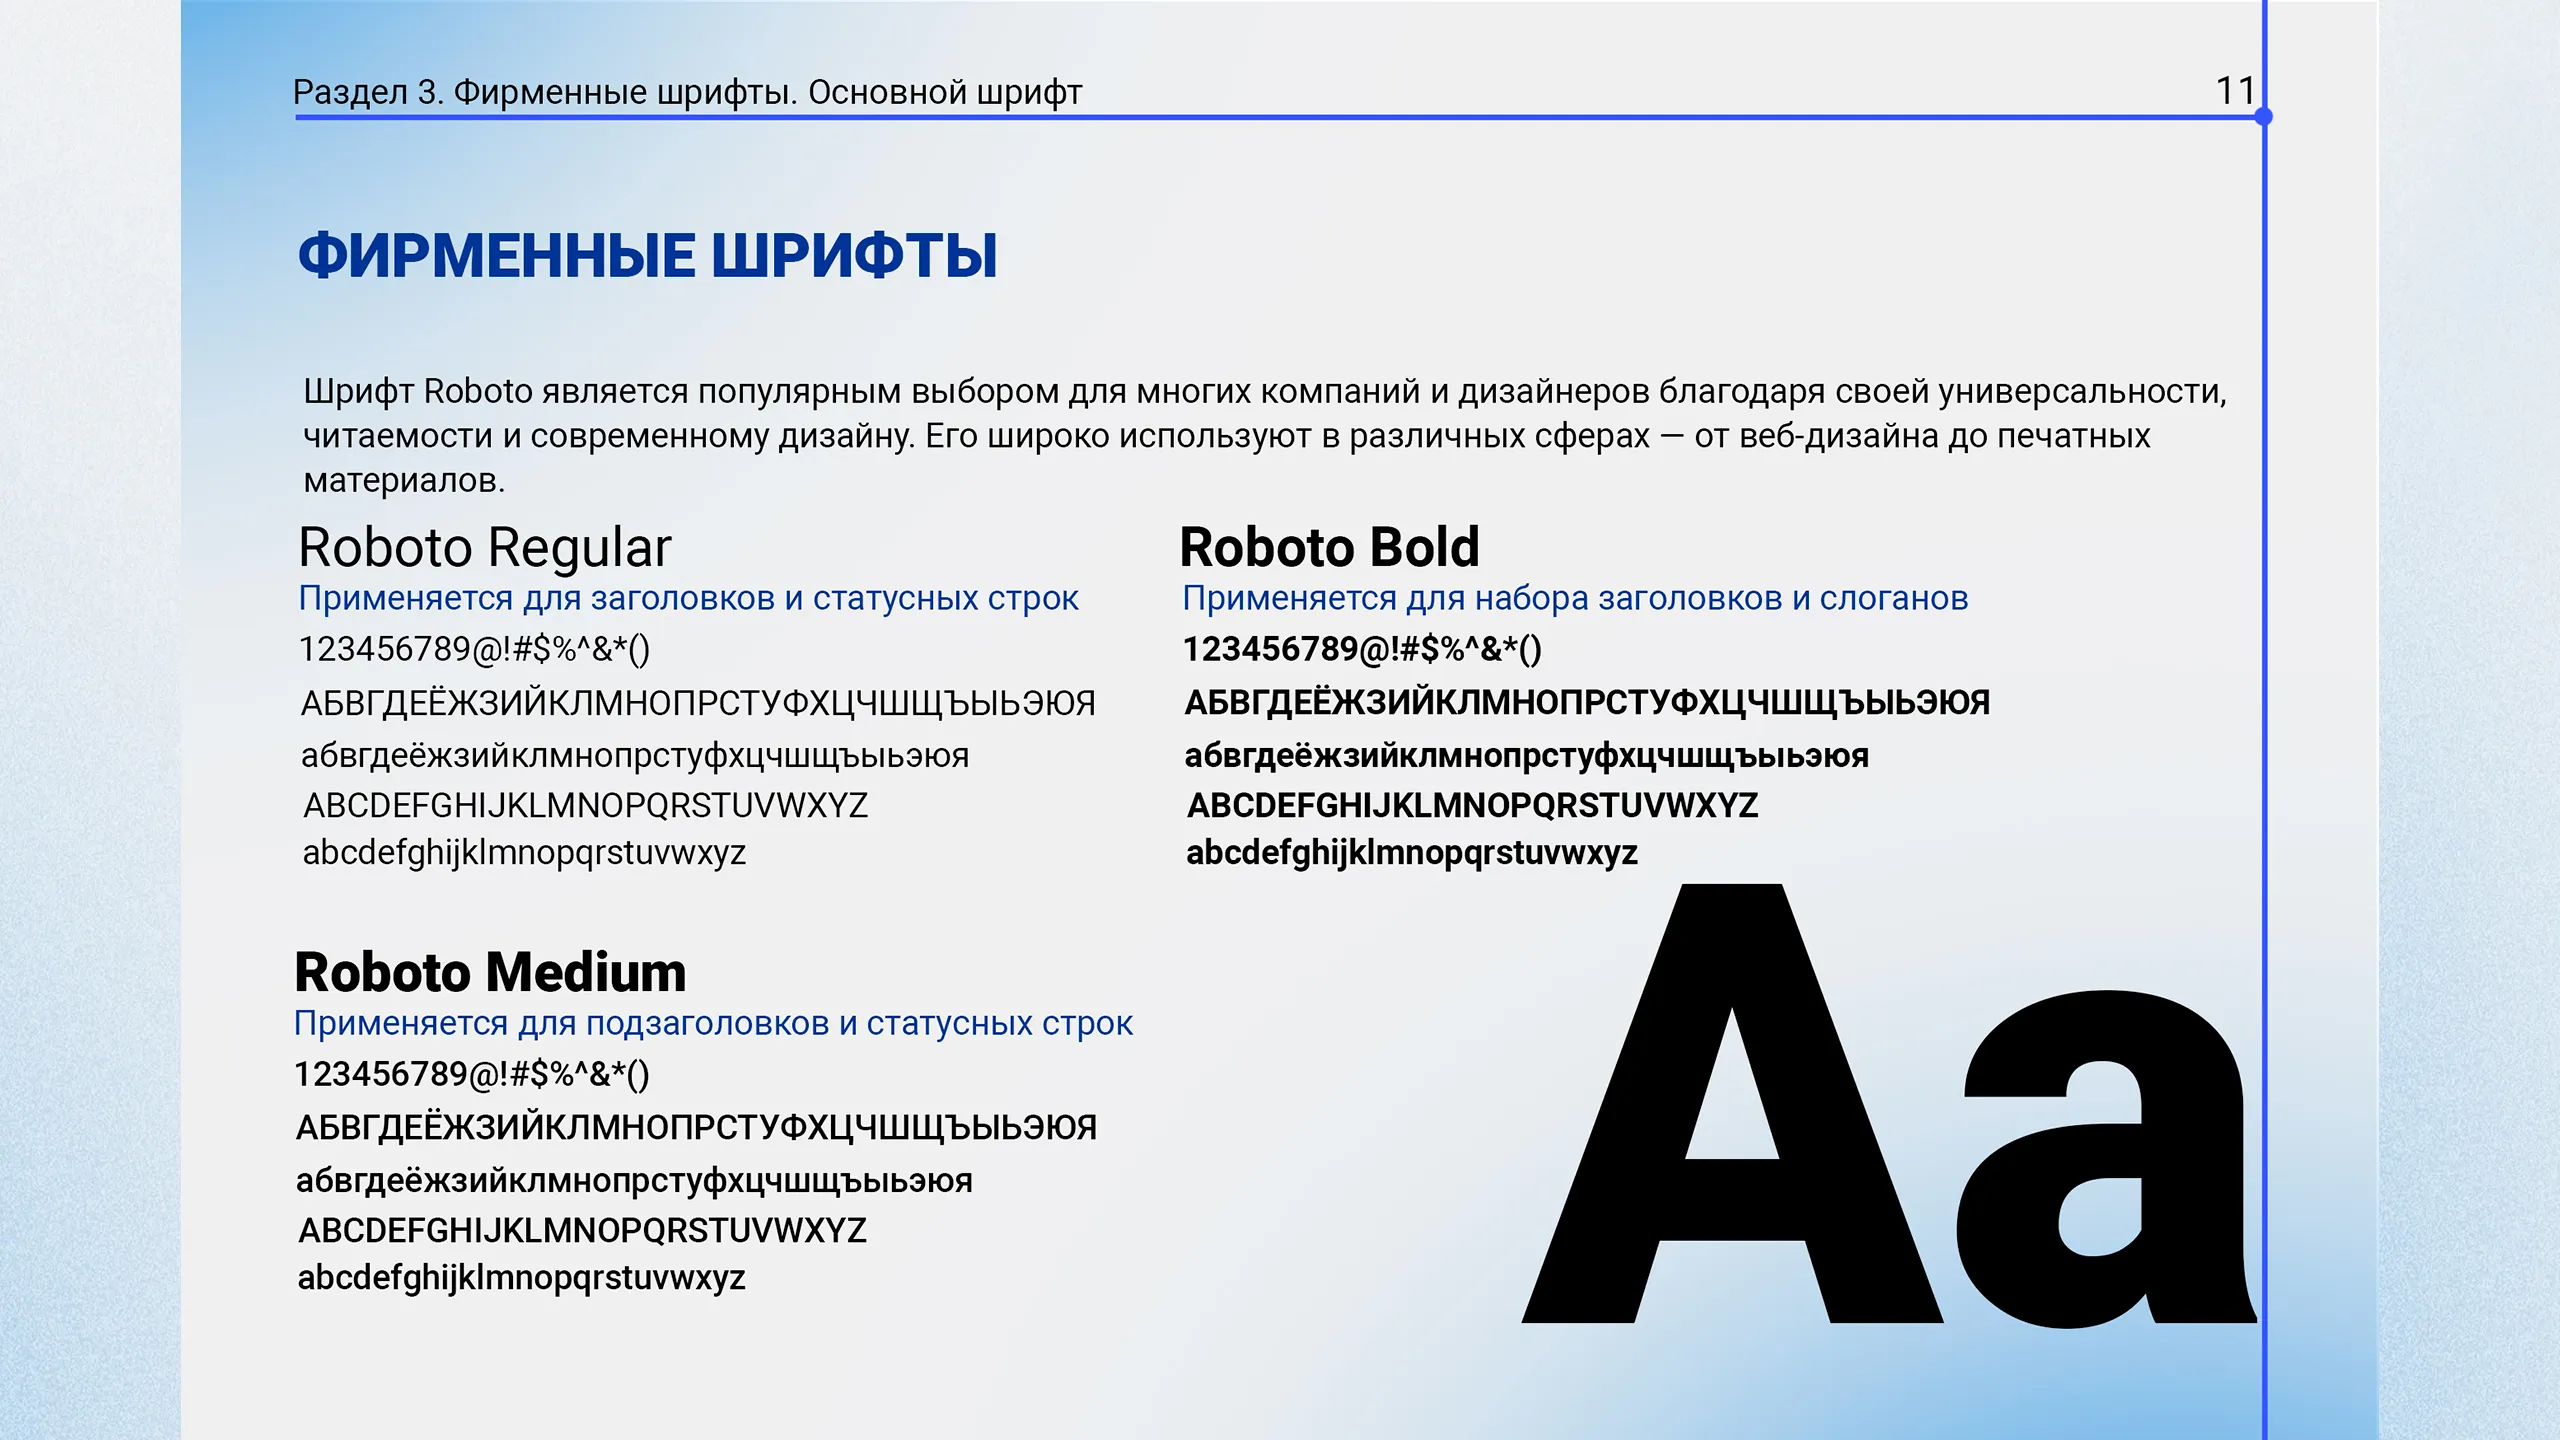 Раздел 3. Фирменные шрифты. Основной шрифт
11
ФИРМЕННЫЕ ШРИФТЫ
Шрифт Roboto является популярным выбором для многих компаний и дизайнеров благодаря своей универсальности,
читаемости и современному дизайну. Его широко используют в различных сферах — от веб-дизайна до печатных
материалов.
Roboto Regular
Применяется для заголовков и статусных строк
123456789@!#$%^&*()
АБВГДЕЁЖЗИЙКЛМНОПРСТУФХЦЧШЩЪЫЬЭЮЯ
абвгдеёжзийклмнопрстуфхцчшщъыьэюя
ABCDEFGHIJKLMNOPQRSTUVWXYZ
abcdefghijklmnopqrstuvwxyz
Roboto Bold
Применяется для набора заголовков и слоганов
123456789@!#$%^&*()
АБВГДЕЁЖЗИЙКЛМНОПРСТУФХЦЧШЩЪЫЬЭЮЯ
абвгдеёжзийклмнопрстуфхцчшщъыьэюя
ABCDEFGHIJKLMNOPQRSTUVWXYZ
abcdefghijklmnopqrstuvwxyz
Roboto Medium
Применяется для подзаголовков и статусных строк
123456789@!#$%^&*()
АБВГДЕЁЖЗИЙКЛМНОПРСТУФХЦЧШЩЪЫЬЭЮЯ
абвгдеёжзийклмнопрстуфхцчшщъыьэюя
ABCDEFGHIJKLMNOPQRSTUVWXYZ
abcdefghijklmnopqrstuvwxyz
Aa